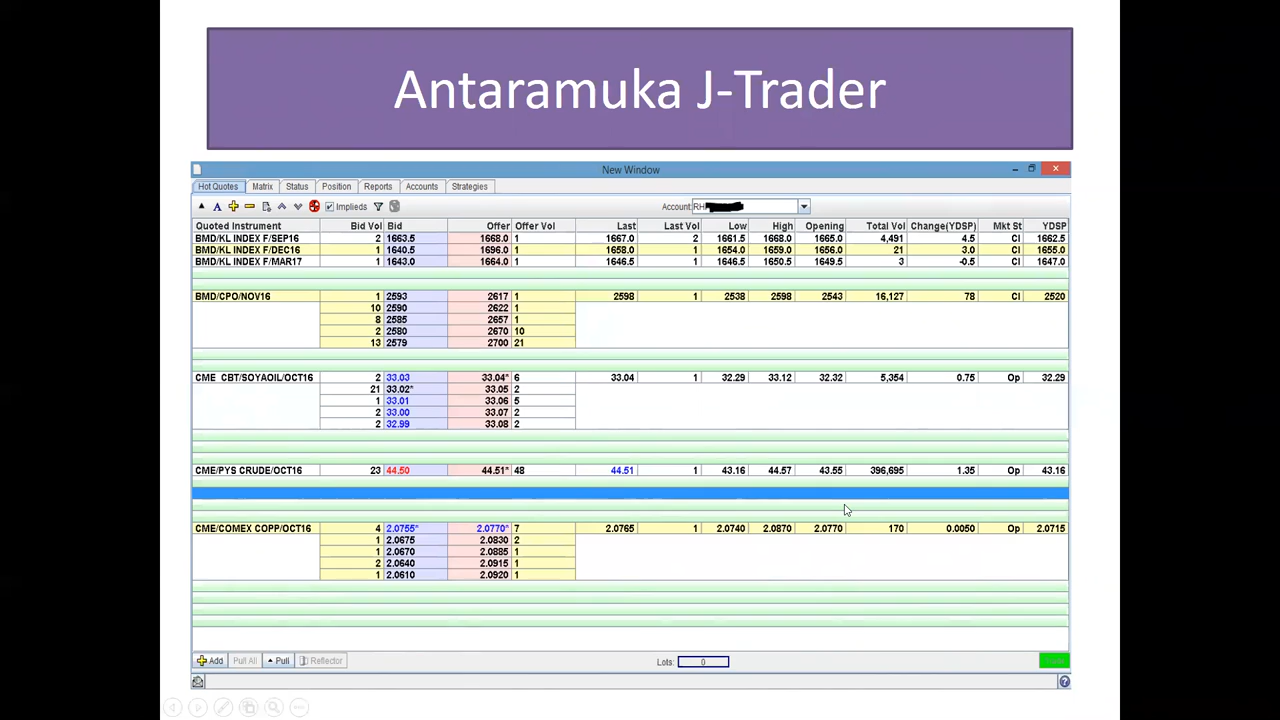 Antaramuka J-Trader
New Window
Hot Quotes Matrix Status Position Reports Accounts Strategies
A Implieds Account: RH
Quoted Instrument Bid Vol Bid Offer Offer Vol Last Last Vol Low High Opening Total Vol Change(YDSP) Mkt St YDSP
BMD/KL INDEX F/SEP16 2 1663.5 1668.0 1 1667.0 2 1661.5 1668.0 1665.0 4,491 4.5 Cl 1662.5
BMD/KL INDEX F/DEC16 1 1640.5 1696.0 1 1658.0 1 1654.0 1659.0 1656.0 21 3.0 Cl 1655.0
BMD/KL INDEX F/MAR17 1 1643.0 1664.0 1 1646.5 1 1646.5 1650.5 1649.5 3 -0.5 Cl 1647.0
BMD/CPO/NOV16 1 2593 2617 1 2598 1 2538 2598 2543 16,127 78 Cl 2520
10 2590 2622 1
8 2585 2657 1
2 2580 2670 10
13 2579 2700 21
CME CBT/SOYAOIL/OCT16 2 33.03 33.04* 6 33.04 1 32.29 33.12 32.32 5,354 0.75 Op 32.29
21 33.02* 33.05 2
1 33.01 33.06 5
2 33.00 33.07 2
2 32.99 33.08 2
CME/PYS CRUDE/OCT16 23 44.50 44.51* 48 44.51 1 43.16 44.57 43.55 396,695 1.35 Op 43.16
CME/COMEX COPP/OCT16 4 2.0755* 2.0770* 7 2.0765 1 2.0740 2.0870 2.0770 170 0.0050 Op 2.0715
1 2.0675 2.0830 2
1 2.0670 2.0885 1
2 2.0640 2.0915 1
1 2.0610 2.0920 1
Add Pull All Pull Reflector Lots: 0